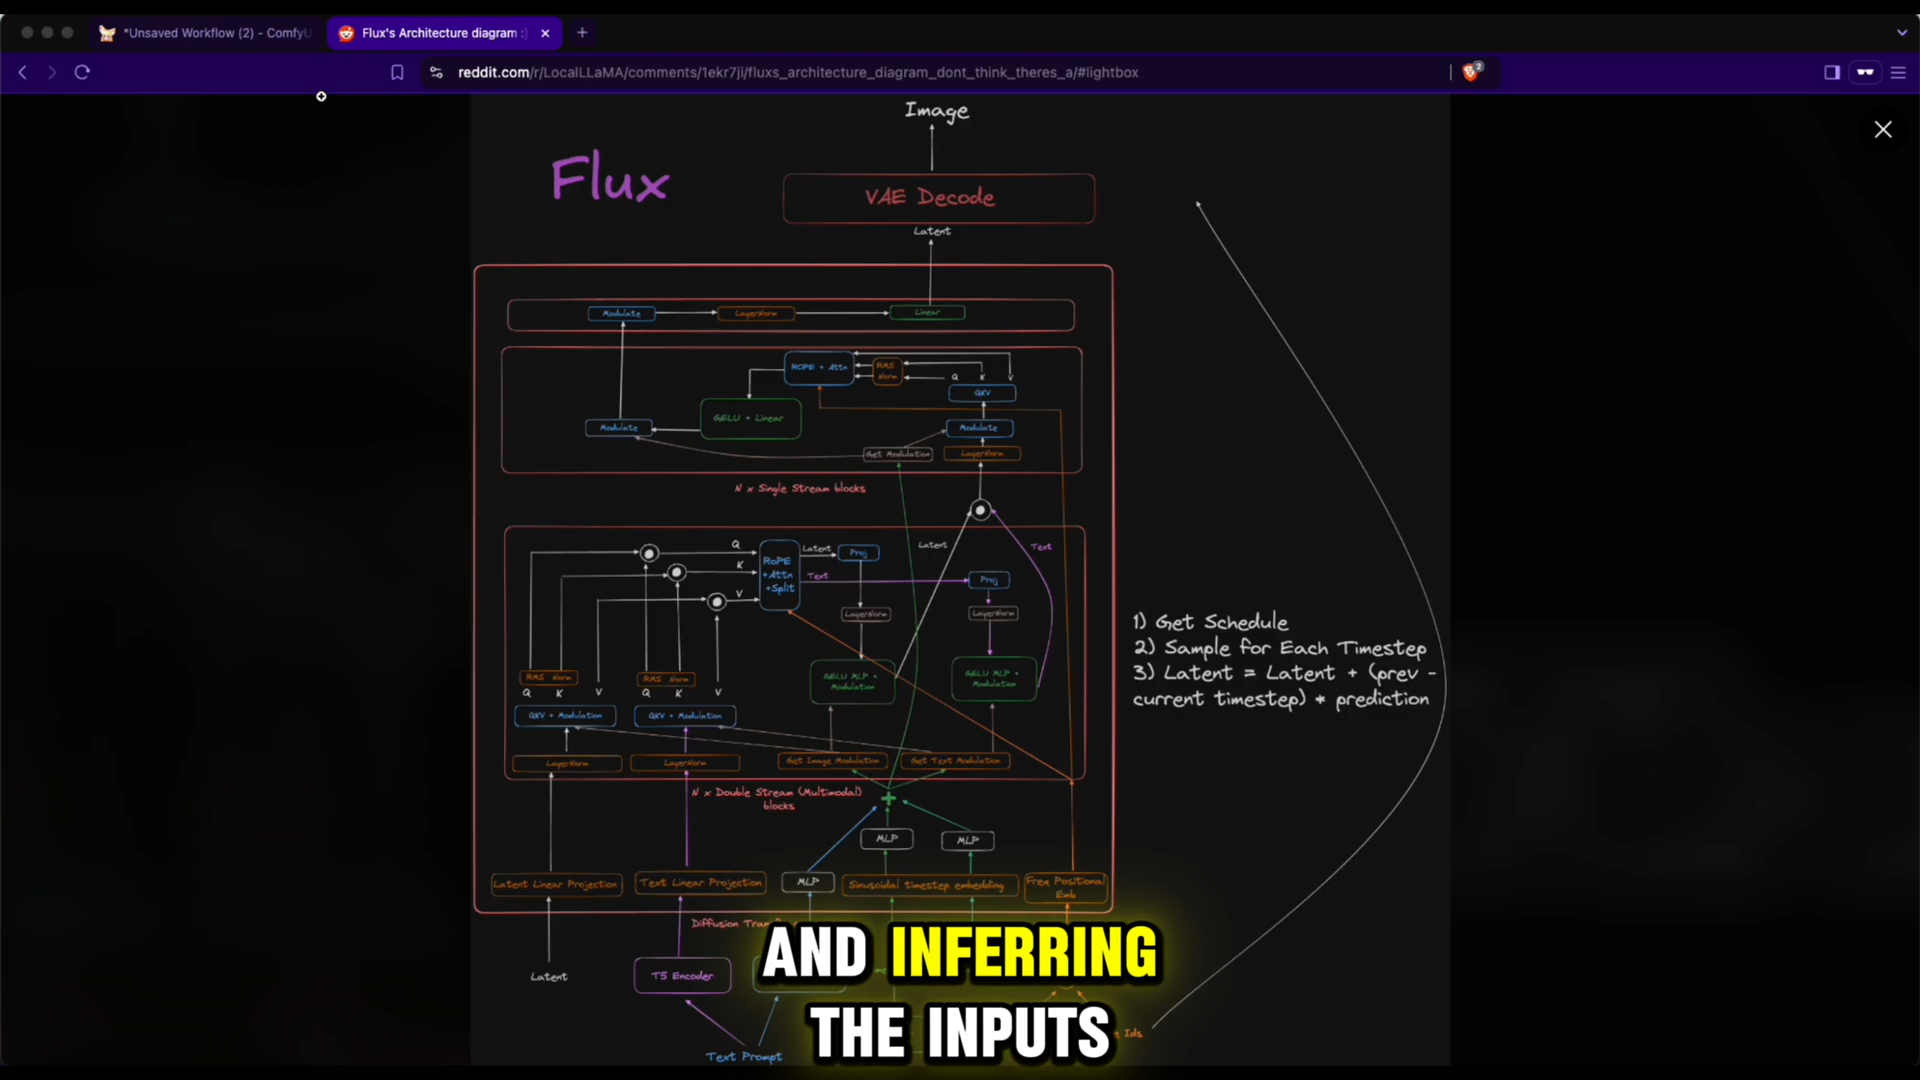 *Unsaved Workflow (2) - ComfyU
Flux's Architecture diagram :)
reddit.com/r/LocalLLaMA/comments/1ekr7ji/fluxs_architecture_diagram_dont_think_theres_a/#lightbox
2
Image
Flux
VAE Decode
Latent
Modulate
LayerNorm
Linear
ROPE + Attn
RMS
Norm
Q K V
QKV
GELU + Linear
Modulate
Modulate
Get Modulation
LayerNorm
N x Single Stream blocks
Q
K
V
RoPE
+Attn
+Split
Latent
Proj
Latent
Text
Text
Proj
LayerNorm
LayerNorm
GELU MLP +
Modulation
GELU MLP +
Modulation
RMS Norm
RMS Norm
Q K V
Q K V
QKV + Modulation
QKV + Modulation
LayerNorm
LayerNorm
Get Image Modulation
Get Text Modulation
N x Double Stream (Multimodal)
blocks
+
MLP
MLP
Latent Linear Projection
Text Linear Projection
MLP
Sinusoidal timestep embedding
Freq Positional
Emb
1) Get Schedule
2) Sample for Each Timestep
3) Latent = Latent + (prev -
current timestep) * prediction
Diffusion
Latent
T5 Encoder
Text Prompt
Ids
AND INFERRING
THE INPUTS